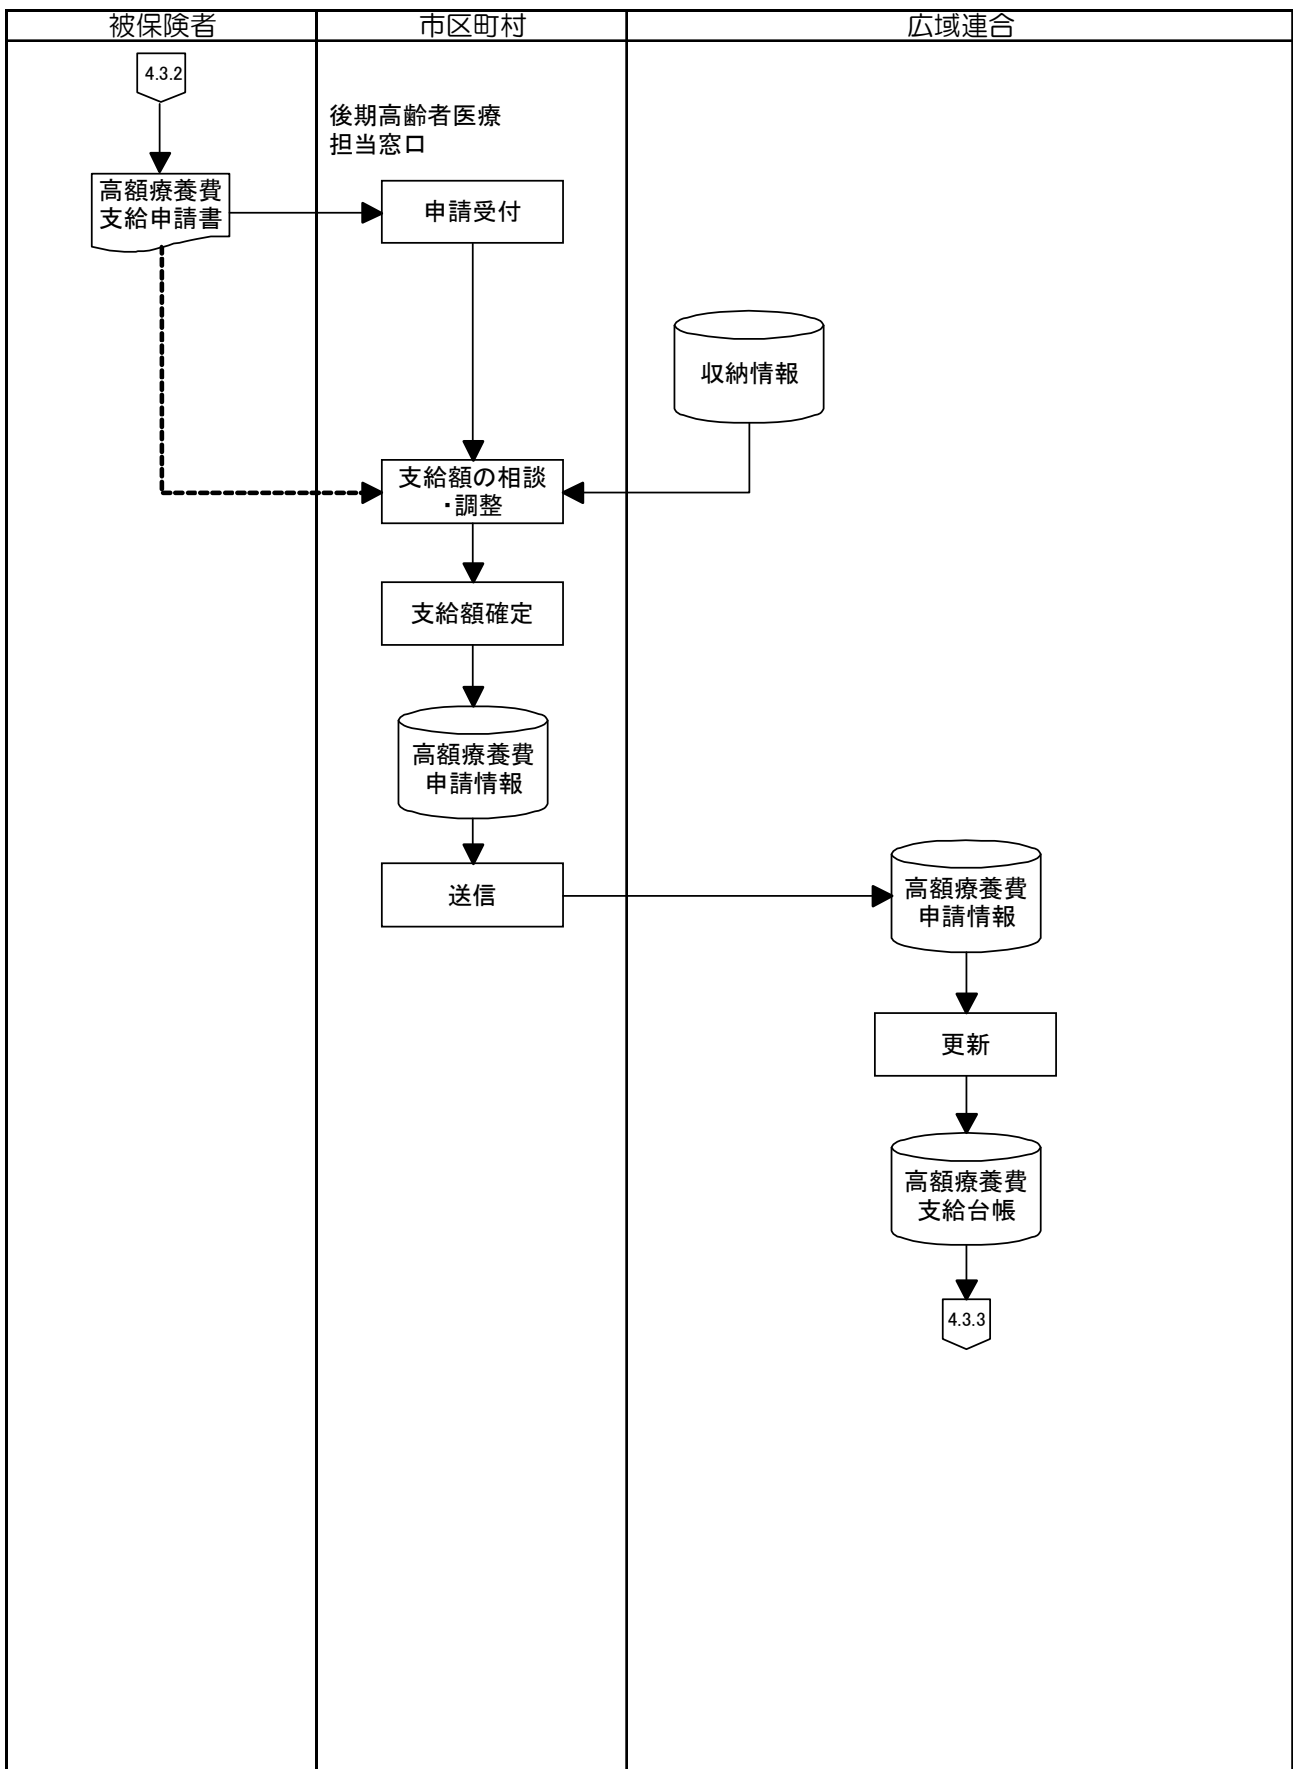 被保険者
市区町村
広域連合
4.3.2
後期高齢者医療
担当窓口
高額療養費
支給申請書
申請受付
収納情報
支給額の相談
・調整
支給額確定
高額療養費
申請情報
送信
高額療養費
申請情報
更新
高額療養費
支給台帳
4.3.3